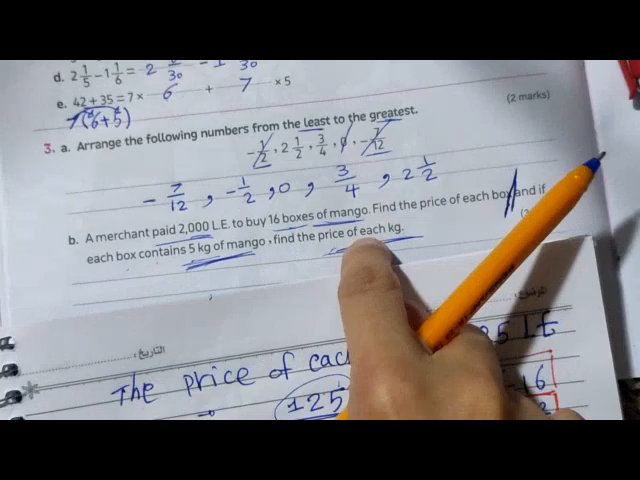 d. 2 1/5 − 1 1/6 = 2 /30 − 1 /30
e. 42 + 35 = 7 × 6 + 7 × 5
7(6+5)
(2 marks)
3. a. Arrange the following numbers from the least to the greatest.
− 1/2 , 2 1/2 , 3/4 , 0 , − 7/12
− 7/12 , − 1/2 , 0 , 3/4 , 2 1/2
b. A merchant paid 2,000 L.E. to buy 16 boxes of mango. Find the price of each box and if
each box contains 5 kg of mango , find the price of each kg.
الموضوع:
التاريخ:
The price of each
125